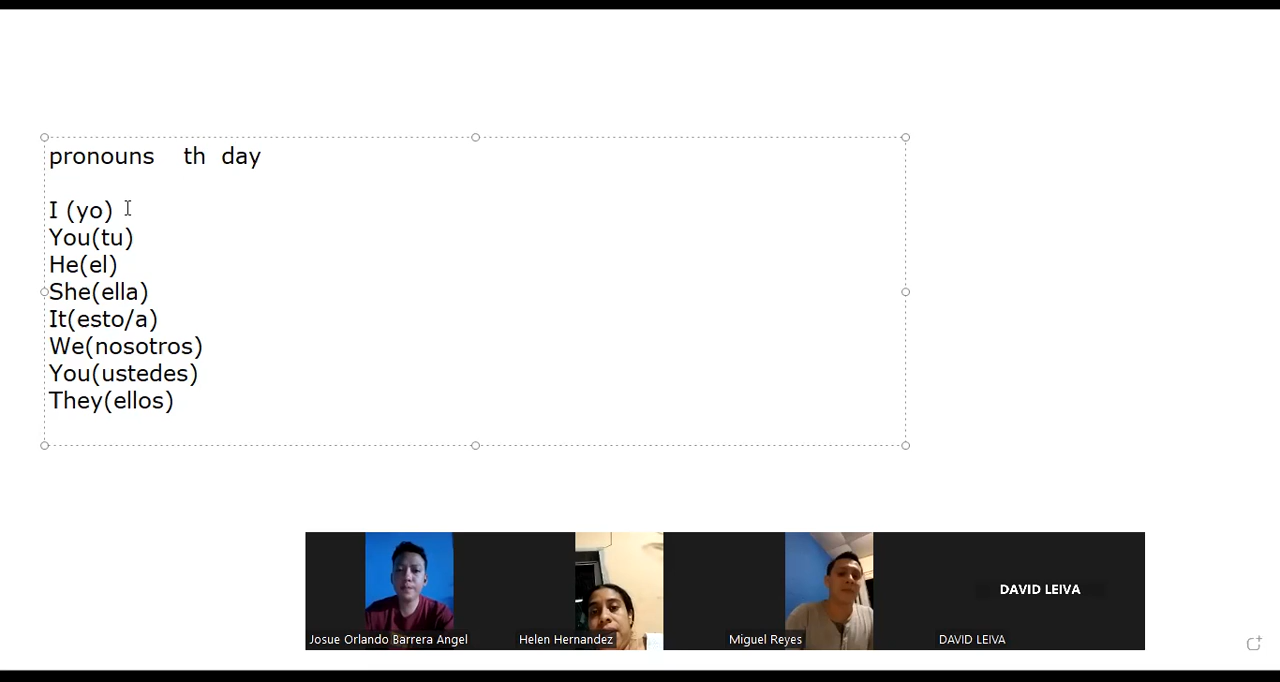 pronouns th day
I (yo)
You(tu)
He(el)
She(ella)
It(esto/a)
We(nosotros)
You(ustedes)
They(ellos)
DAVID LEIVA
Josue Orlando Barrera Angel
Helen Hernandez
Miguel Reyes
DAVID LEIVA